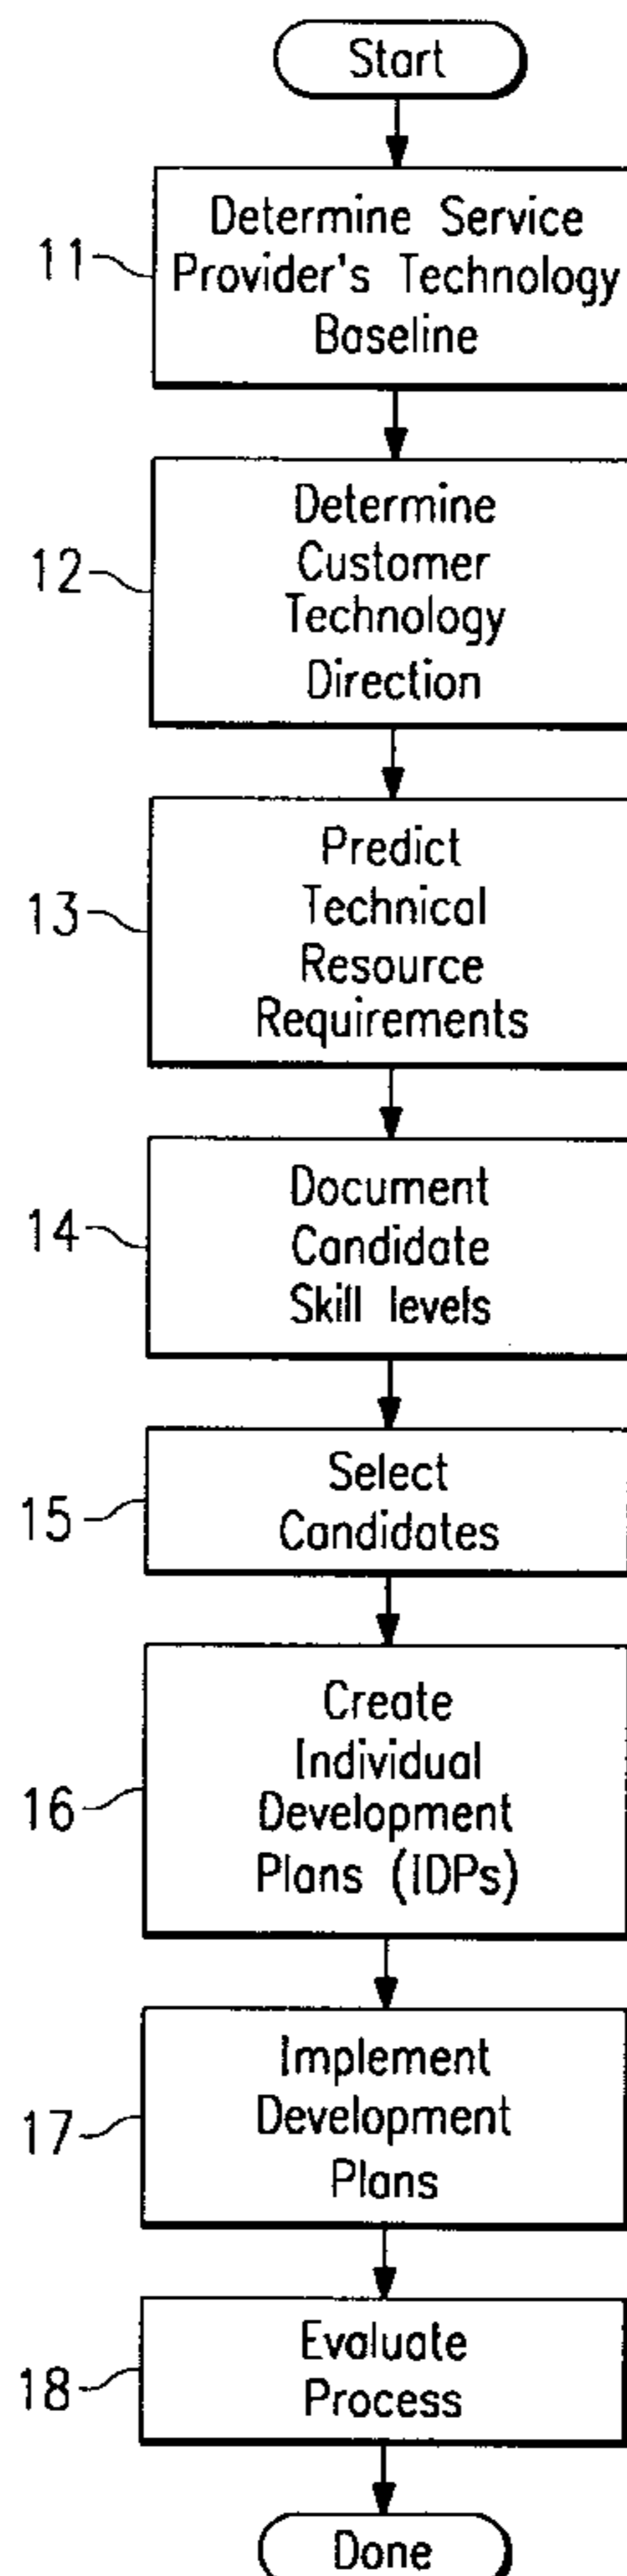 Start
11
Determine Service
Provider's Technology
Baseline
12
Determine
Customer
Technology
Direction
13
Predict
Technical
Resource
Requirements
14
Document
Candidate
Skill levels
15
Select
Candidates
16
Create
Individual
Development
Plans (IDPs)
17
Implement
Development
Plans
18
Evaluate
Process
Done